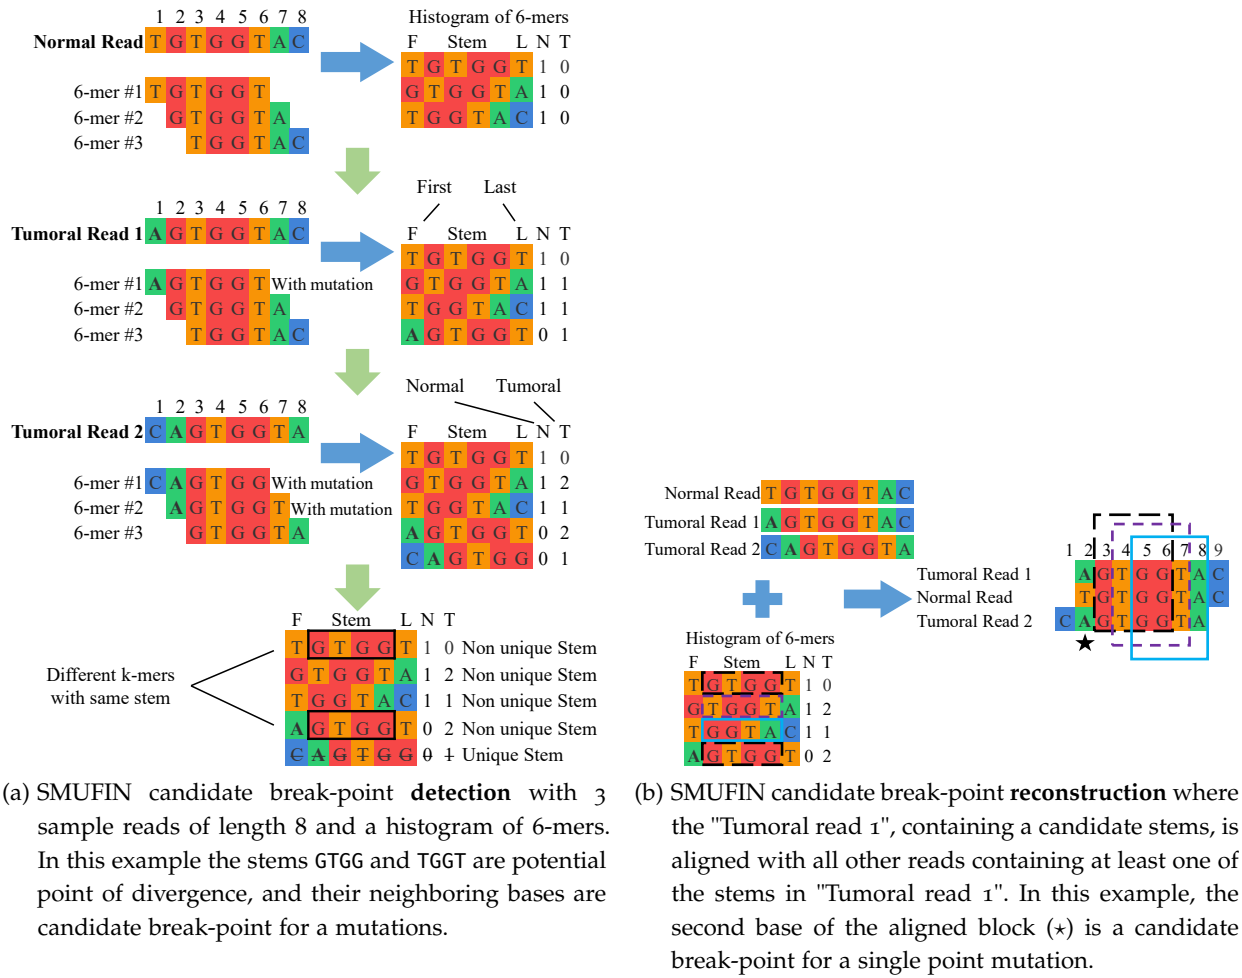 1 2 3 4 5 6 7 8
Normal Read T G T G G T A C
6-mer #1 T G T G G T
6-mer #2 G T G G T A
6-mer #3 T G G T A C
Histogram of 6-mers
F Stem L N T
T G T G G T 1 0
G T G G T A 1 0
T G G T A C 1 0
1 2 3 4 5 6 7 8
Tumoral Read 1 A G T G G T A C
6-mer #1 A G T G G T With mutation
6-mer #2 G T G G T A
6-mer #3 T G G T A C
First Last
F Stem L N T
T G T G G T 1 0
G T G G T A 1 1
T G G T A C 1 1
A G T G G T 0 1
1 2 3 4 5 6 7 8
Tumoral Read 2 C A G T G G T A
6-mer #1 C A G T G G With mutation
6-mer #2 A G T G G T With mutation
6-mer #3 G T G G T A
Normal Tumoral
F Stem L N T
T G T G G T 1 0
G T G G T A 1 2
T G G T A C 1 1
A G T G G T 0 2
C A G T G G 0 1
Different k-mers
with same stem
F Stem L N T
T G T G G T 1 0 Non unique Stem
G T G G T A 1 2 Non unique Stem
T G G T A C 1 1 Non unique Stem
A G T G G T 0 2 Non unique Stem
C A G T G G 0 1 Unique Stem
(a) SMUFIN candidate break-point detection with 3
sample reads of length 8 and a histogram of 6-mers.
In this example the stems GTGG and TGGT are potential
point of divergence, and their neighboring bases are
candidate break-point for a mutations.
Normal Read T G T G G T A C
Tumoral Read 1 A G T G G T A C
Tumoral Read 2 C A G T G G T A
Histogram of 6-mers
F Stem L N T
T G T G G T 1 0
G T G G T A 1 2
T G G T A C 1 1
A G T G G T 0 2
1 2 3 4 5 6 7 8 9
Tumoral Read 1 A G T G G T A C
Normal Read T G T G G T A C
Tumoral Read 2 C A G T G G T A
★
(b) SMUFIN candidate break-point reconstruction where
the "Tumoral read 1", containing a candidate stems, is
aligned with all other reads containing at least one of
the stems in "Tumoral read 1". In this example, the
second base of the aligned block (⋆) is a candidate
break-point for a single point mutation.